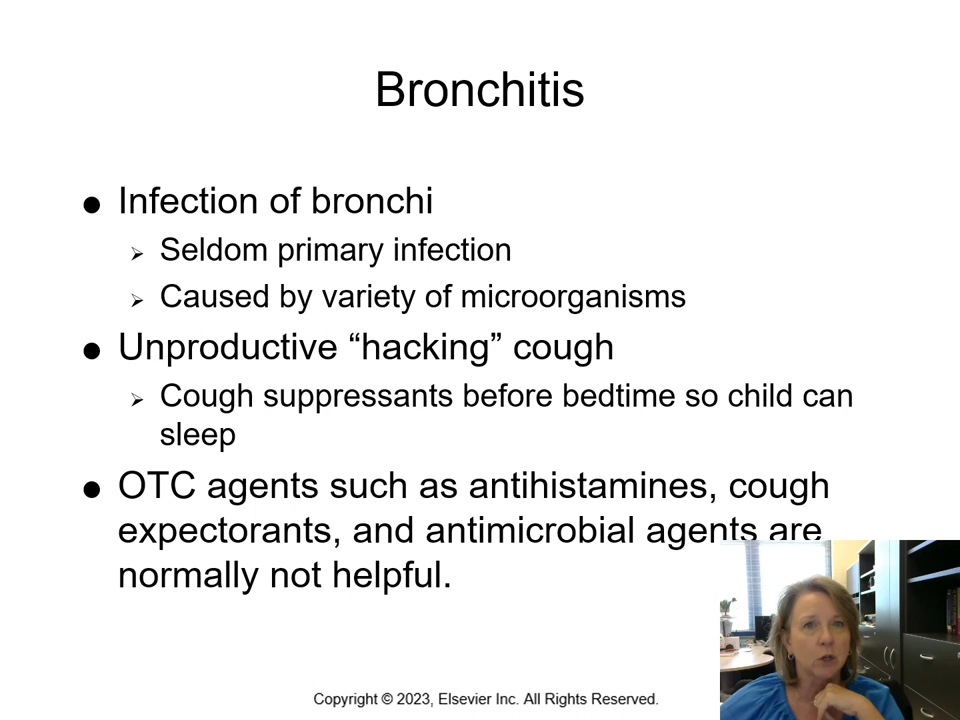 Bronchitis
Infection of bronchi
Seldom primary infection
Caused by variety of microorganisms
Unproductive “hacking” cough
Cough suppressants before bedtime so child can
sleep
OTC agents such as antihistamines, cough
expectorants, and antimicrobial agents are
normally not helpful.
Copyright © 2023, Elsevier Inc. All Rights Reserved.